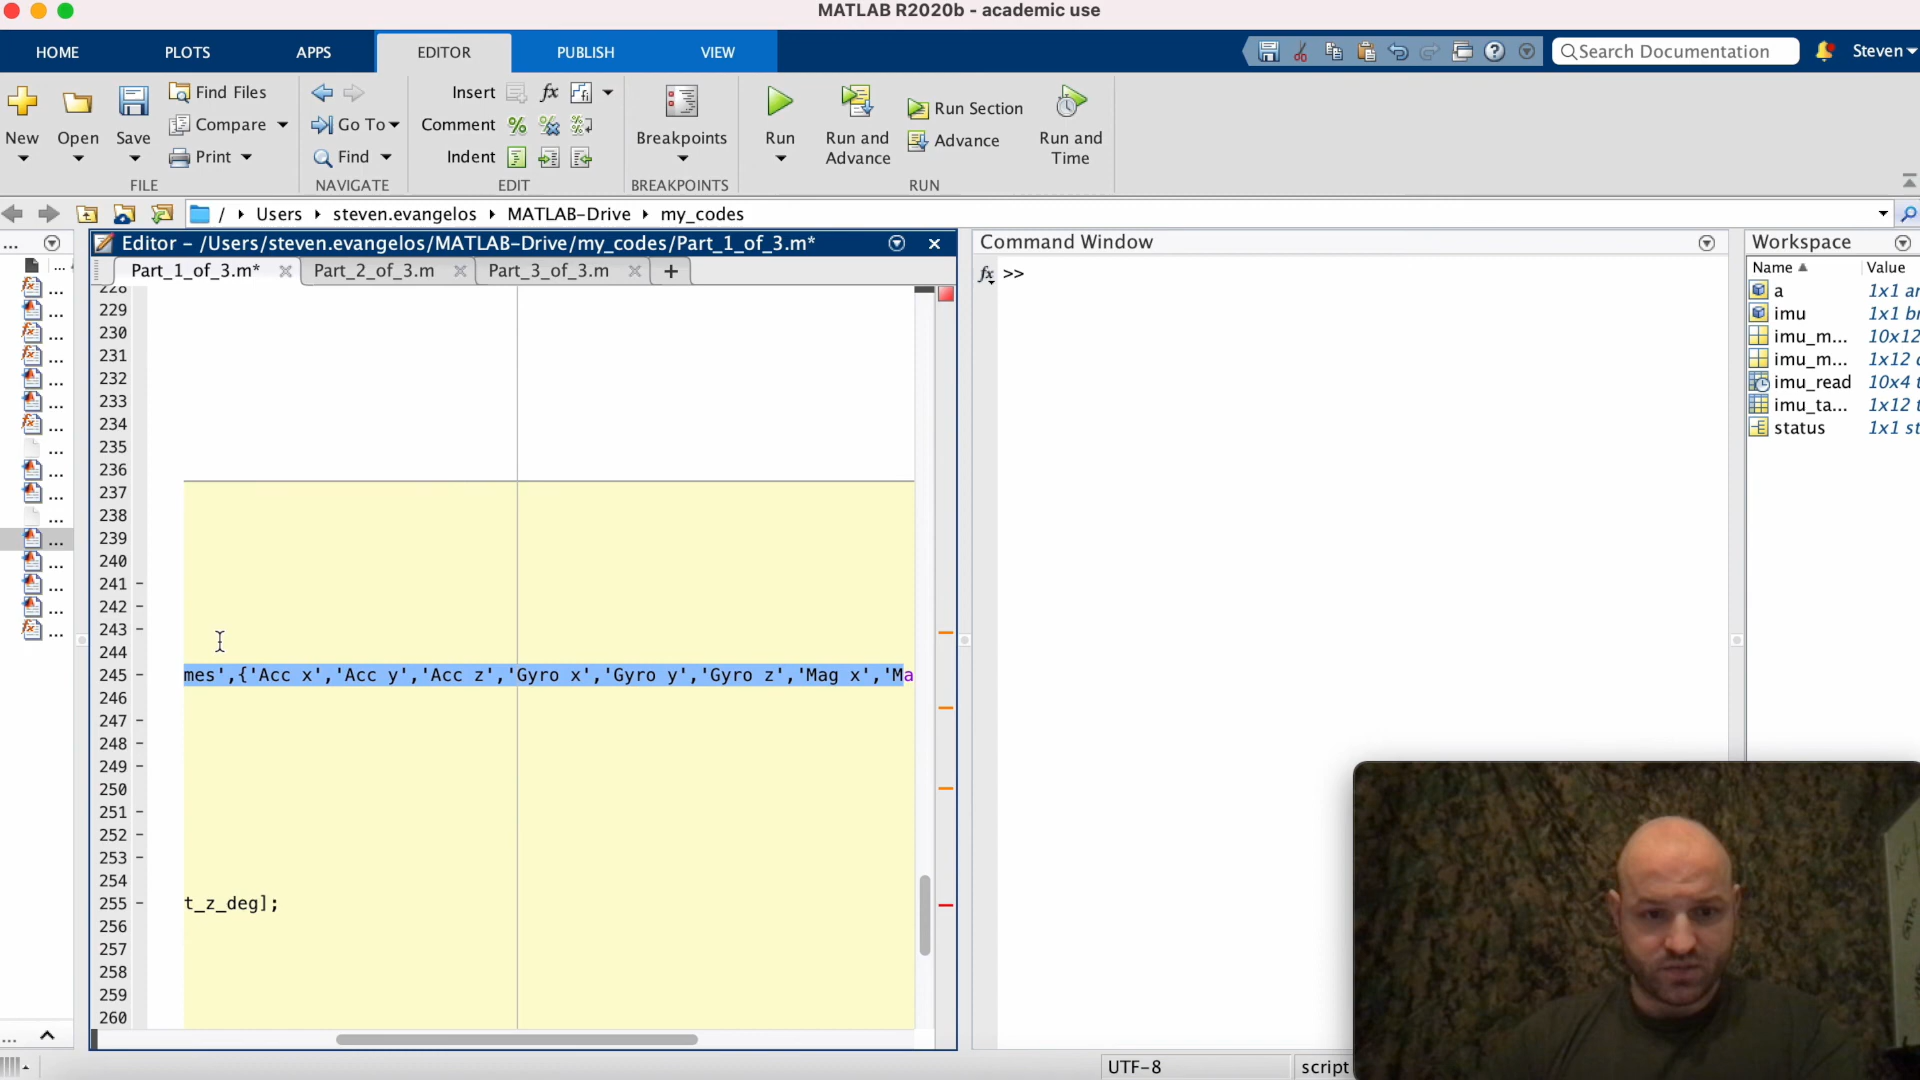 MATLAB R2020b - academic use
HOME PLOTS APPS EDITOR PUBLISH VIEW Search Documentation Steven
New Open Save Find Files Compare Print
FILE
Go To Find
NAVIGATE
Insert fx
Comment
Indent
EDIT
Breakpoints
BREAKPOINTS
Run Run and Advance Run Section Advance Run and Time
RUN
/ Users steven.evangelos MATLAB-Drive my_codes
Editor - /Users/steven.evangelos/MATLAB-Drive/my_codes/Part_1_of_3.m*
Part_1_of_3.m* Part_2_of_3.m Part_3_of_3.m +
228
229
230
231
232
233
234
235
236
237
238
239
240
241 -
242 -
243 -
244
245 - mes',{'Acc x','Acc y','Acc z','Gyro x','Gyro y','Gyro z','Mag x','Ma
246
247 -
248 -
249 -
250
251 -
252 -
253 -
254
255 - t_z_deg];
256
257
258
259
260
Command Window
fx >>
Workspace
Name Value
a 1x1 ar
imu 1x1 br
imu_m... 10x12
imu_m... 1x12 c
imu_read 10x4 t
imu_ta... 1x12 t
status 1x1 st
UTF-8 script